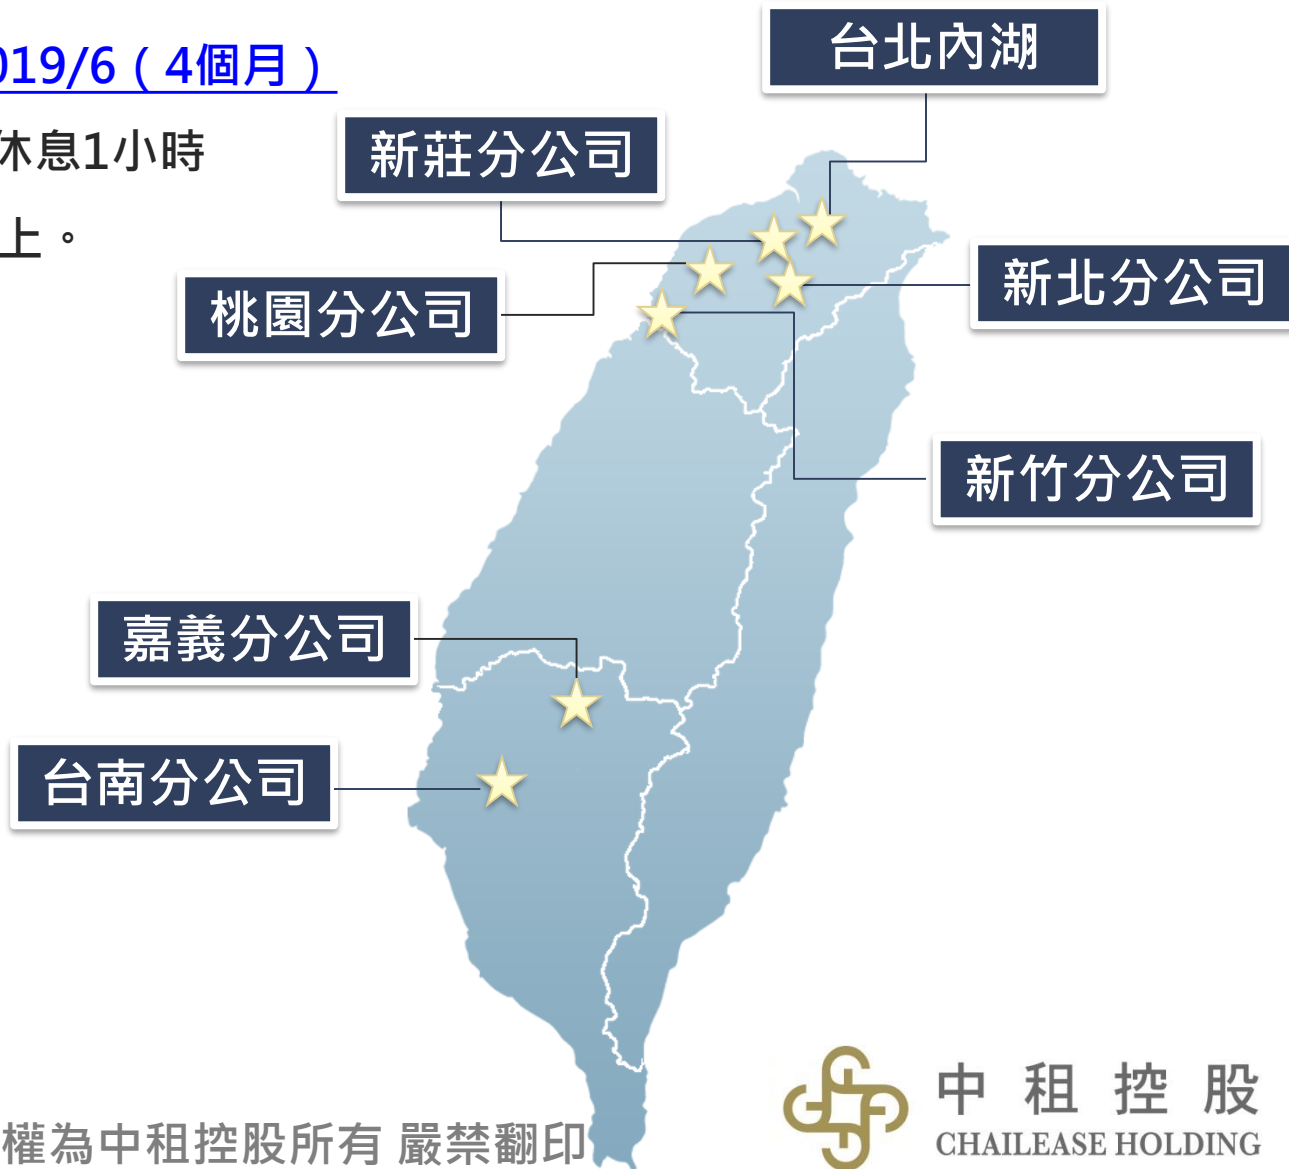 019/6（4個月）
休息1小時
上。
台北內湖
新莊分公司
桃園分公司
新北分公司
新竹分公司
嘉義分公司
台南分公司
中租控股
CHAILEASE HOLDING
權為中租控股所有 嚴禁翻印